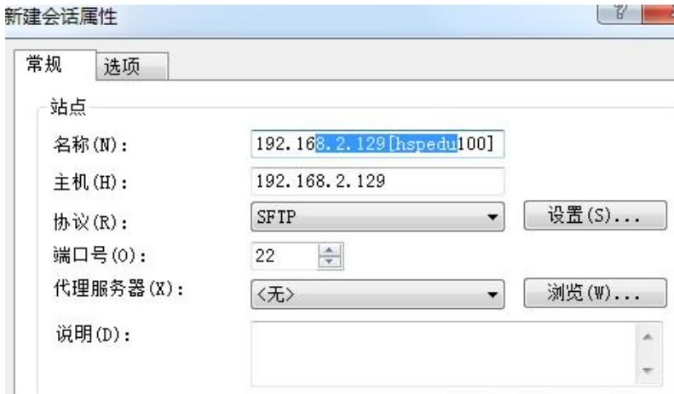 新建会话属性
常规 选项
站点
名称(N): 192.168.2.129[hspedu100]
主机(H): 192.168.2.129
协议(R): SFTP 设置(S)...
端口号(O): 22
代理服务器(X): <无> 浏览(W)...
说明(D):